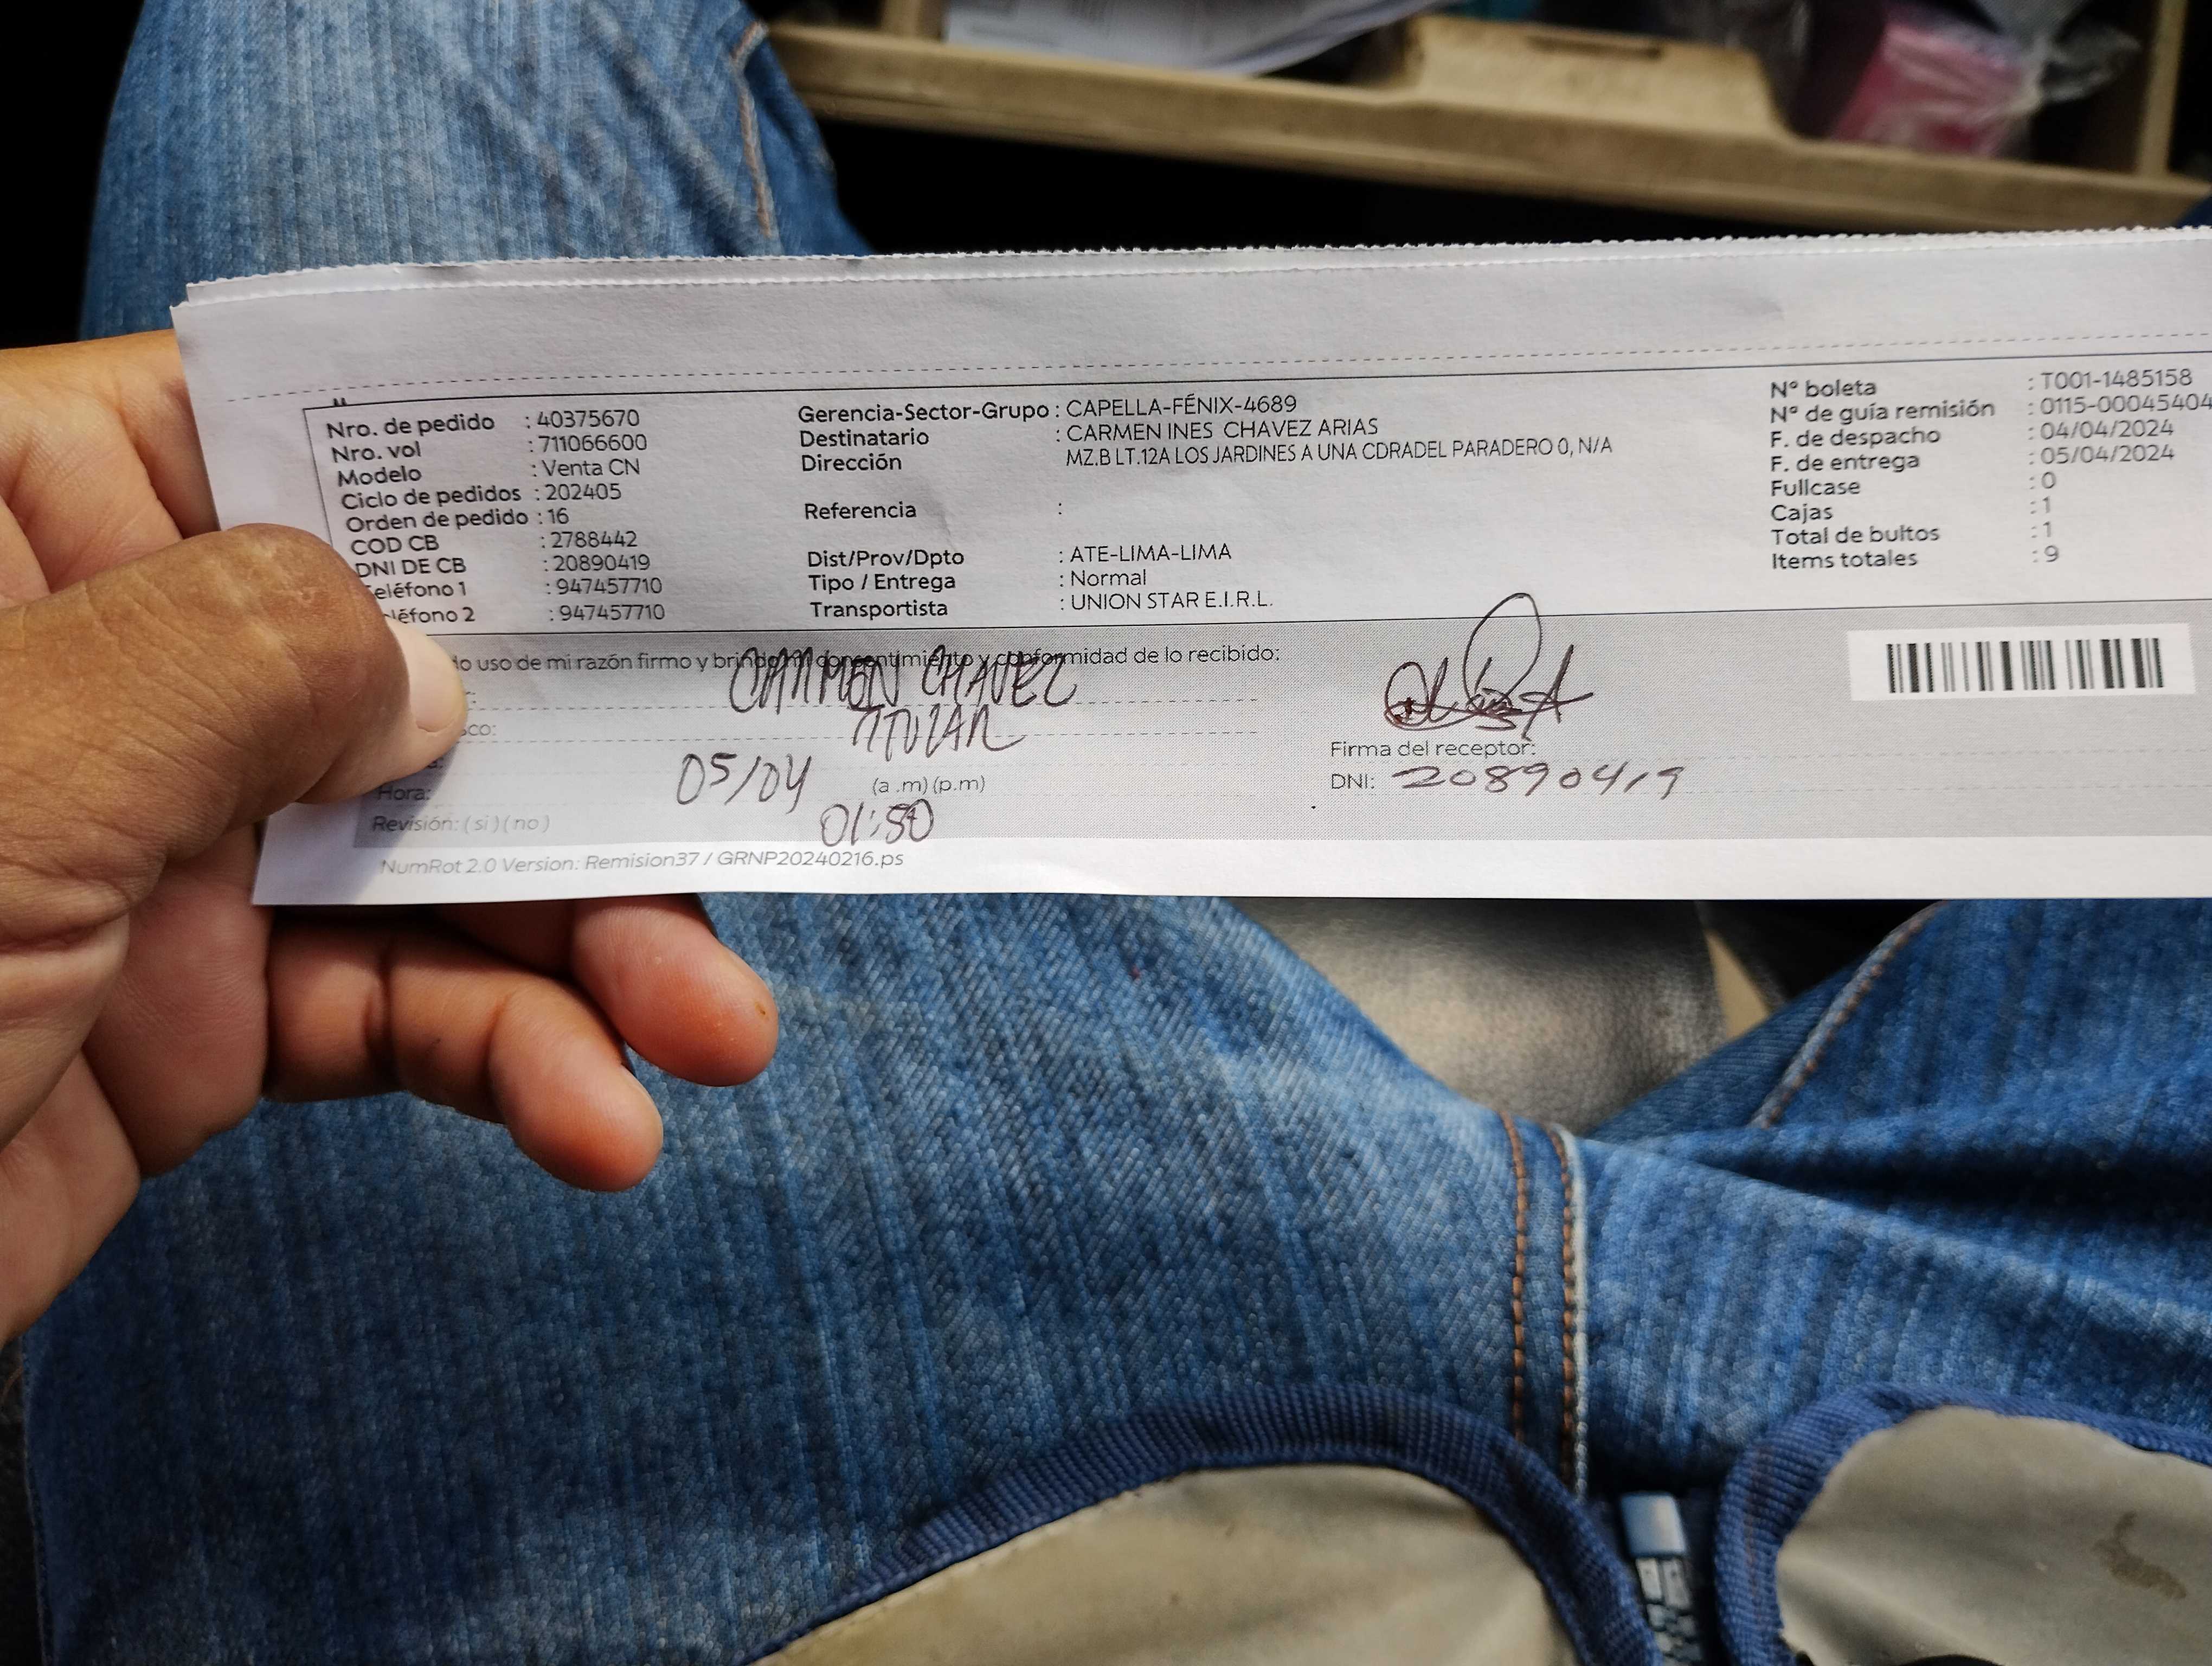 Nro. de pedido : 40375670
Nro. vol : 711066600
Modelo : Venta CN
Ciclo de pedidos : 202405
Orden de pedido : 16
COD CB : 2788442
DNI DE CB : 20890419
eléfono 1 : 947457710
léfono 2 : 947457710
Gerencia-Sector-Grupo : CAPELLA-FÉNIX-4689
Destinatario : CARMEN INES CHAVEZ ARIAS
Dirección MZ.B LT.12A LOS JARDINES A UNA CDRADEL PARADERO 0, N/A
Referencia :
Dist/Prov/Dpto : ATE-LIMA-LIMA
Tipo / Entrega : Normal
Transportista : UNION STAR E.I.R.L.
N° boleta : T001-1485158
N° de guía remisión : 0115-00045404
F. de despacho : 04/04/2024
F. de entrega : 05/04/2024
Fullcase : 0
Cajas : 1
Total de bultos : 1
Items totales : 9
do uso de mi razón firmo y brindo mi consentimiento y conformidad de lo recibido:
CARMEN CHAVEZ
sco: TITULAR
05/04
Hora: (a.m) (p.m)
01:50
Revisión: ( si ) ( no )
Firma del receptor:
DNI: 20890419
NumRot 2.0 Version: Remision37 / GRNP20240216.ps